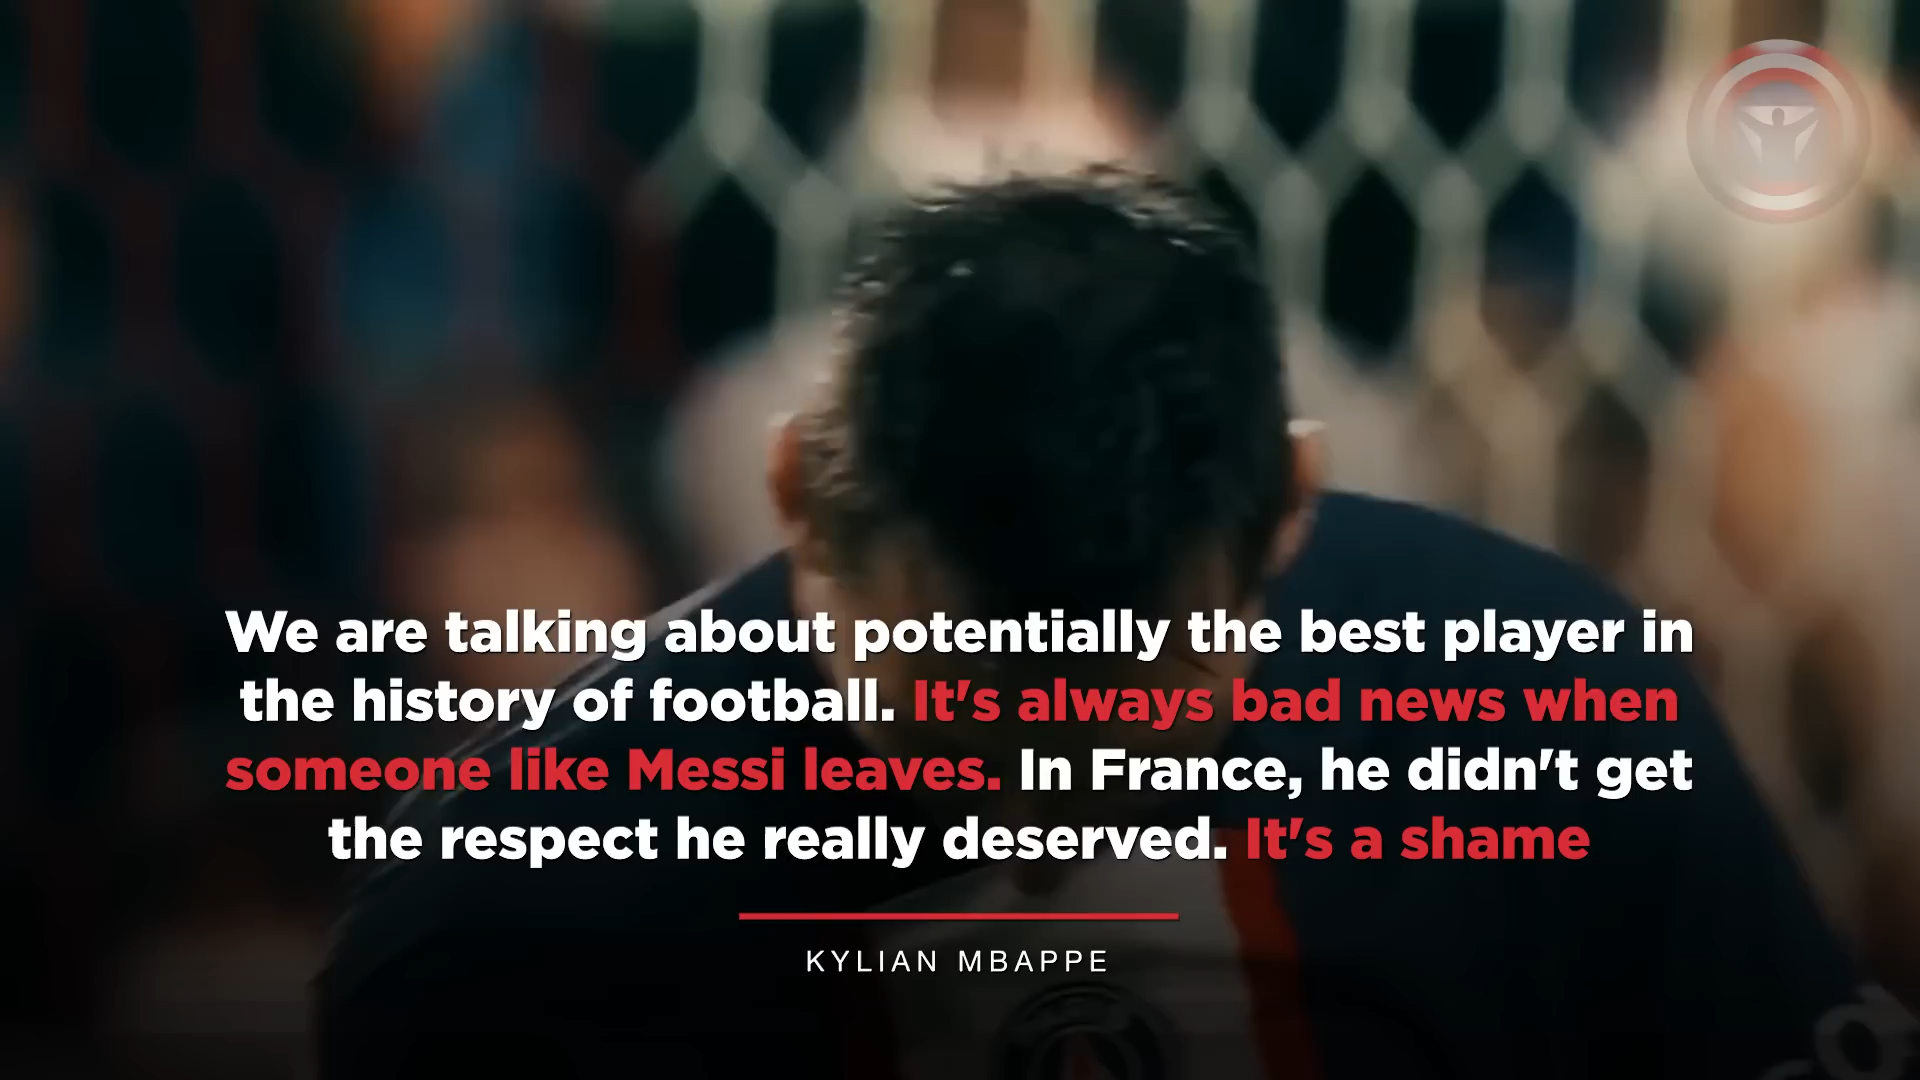 We are talking about potentially the best player in
the history of football. It's always bad news when
someone like Messi leaves. In France, he didn't get
the respect he really deserved. It's a shame
KYLIAN MBAPPE